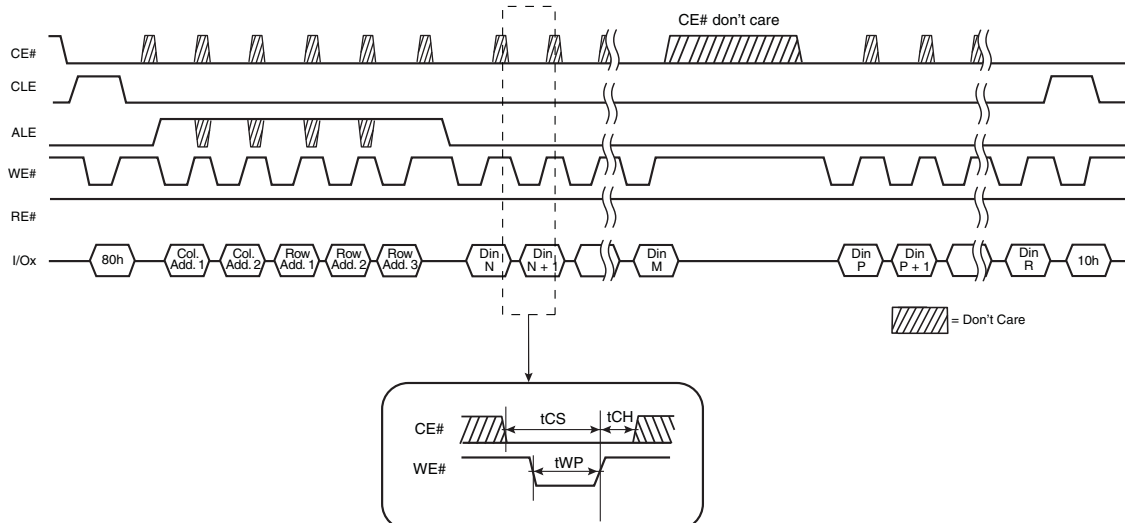 CE# don't care
CE#
CLE
ALE
WE#
RE#
I/Ox
80h
Col. Add. 1
Col. Add. 2
Row Add. 1
Row Add. 2
Row Add. 3
Din N
Din N + 1
Din M
Din P
Din P + 1
Din R
10h
= Don't Care
CE#
tCS
tCH
WE#
tWP